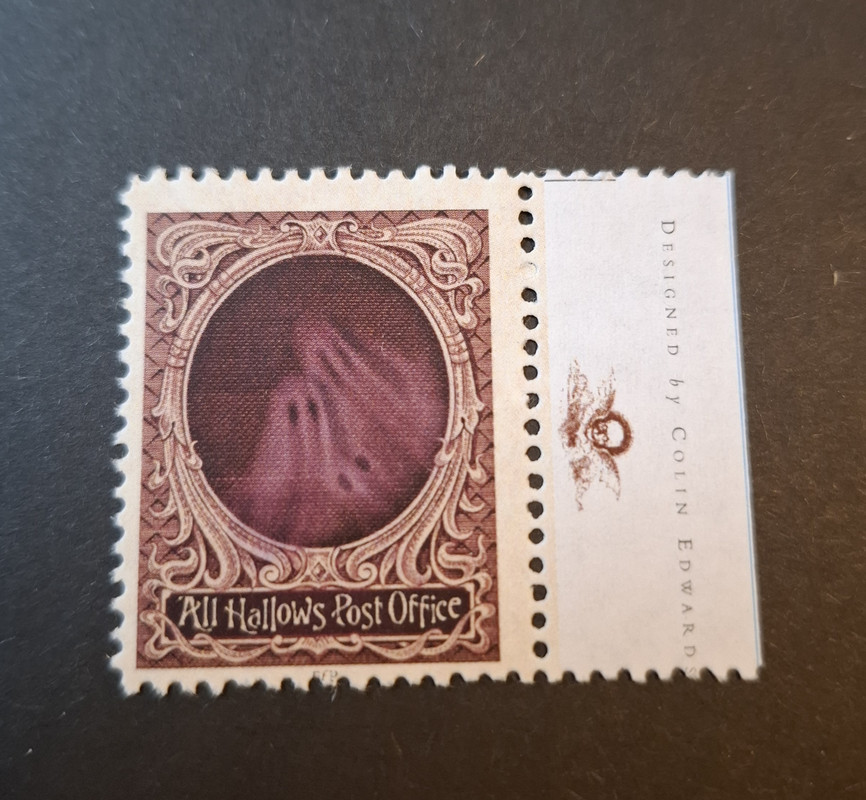 All Hallows Post Office
DESIGNED by COLIN EDWARDS